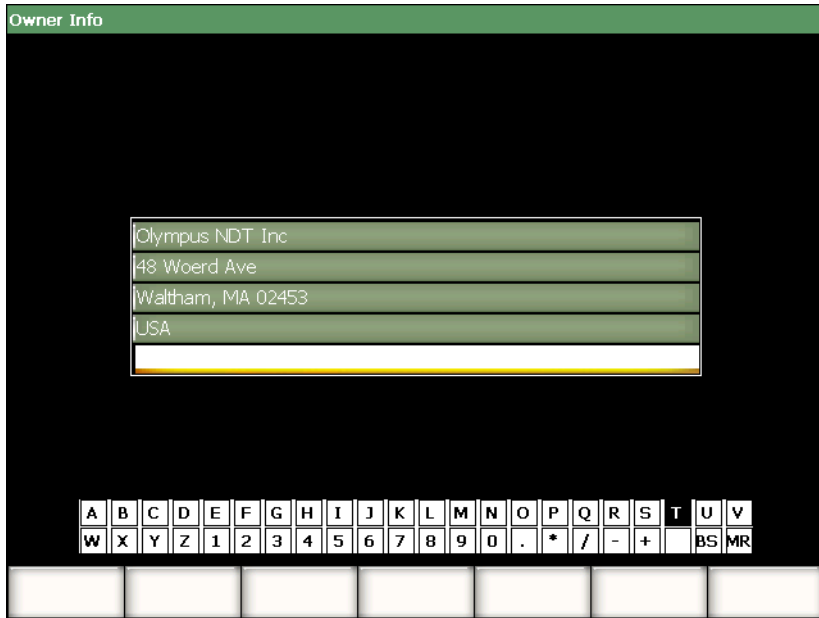 Owner Info
Olympus NDT Inc
48 Woerd Ave
Waltham, MA 02453
USA
A B C D E F G H I J K L M N O P Q R S T U V
W X Y Z 1 2 3 4 5 6 7 8 9 0 . * / - + BS MR